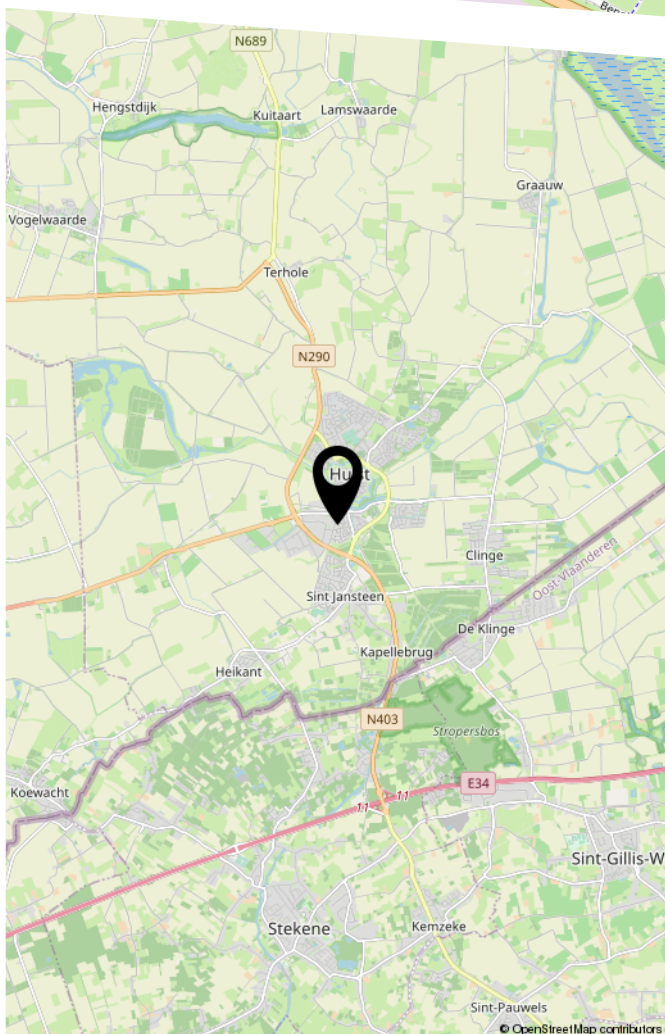 N689
Hengstdijk
Kuitaart
Lamswaarde
Graauw
Vogelwaarde
Terhole
N290
Clinge
Oost-Vlaanderen
Sint Jansteen
De Klinge
Kapellebrug
Heikant
N403
Stropersbos
E34
Koewacht
11
11
Sint-Gillis-W
Stekene
Kemzeke
Sint-Pauwels
© OpenStreetMap contributors